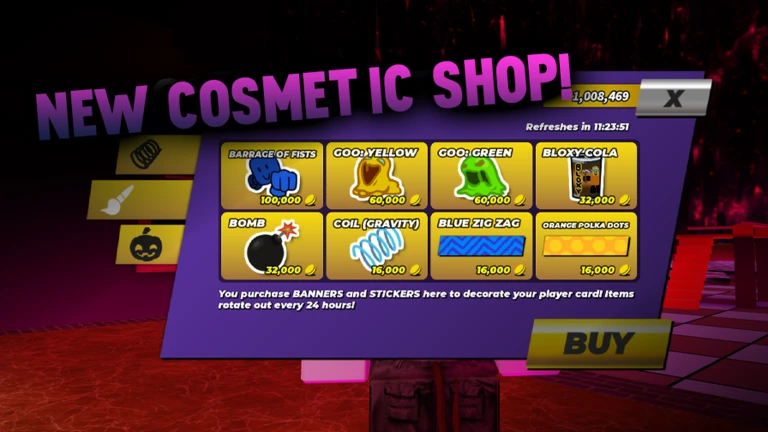 NEW COSMETIC SHOP!
1,008,469
X
Refreshes in 11:23:51
BARRAGE OF FISTS
GOO: YELLOW
GOO: GREEN
BLOXY COLA
100,000
60,000
60,000
32,000
BOMB
COIL (GRAVITY)
BLUE ZIG ZAG
ORANGE POLKA DOTS
32,000
16,000
16,000
16,000
You purchase BANNERS and STICKERS here to decorate your player card! Items
rotate out every 24 hours!
BUY